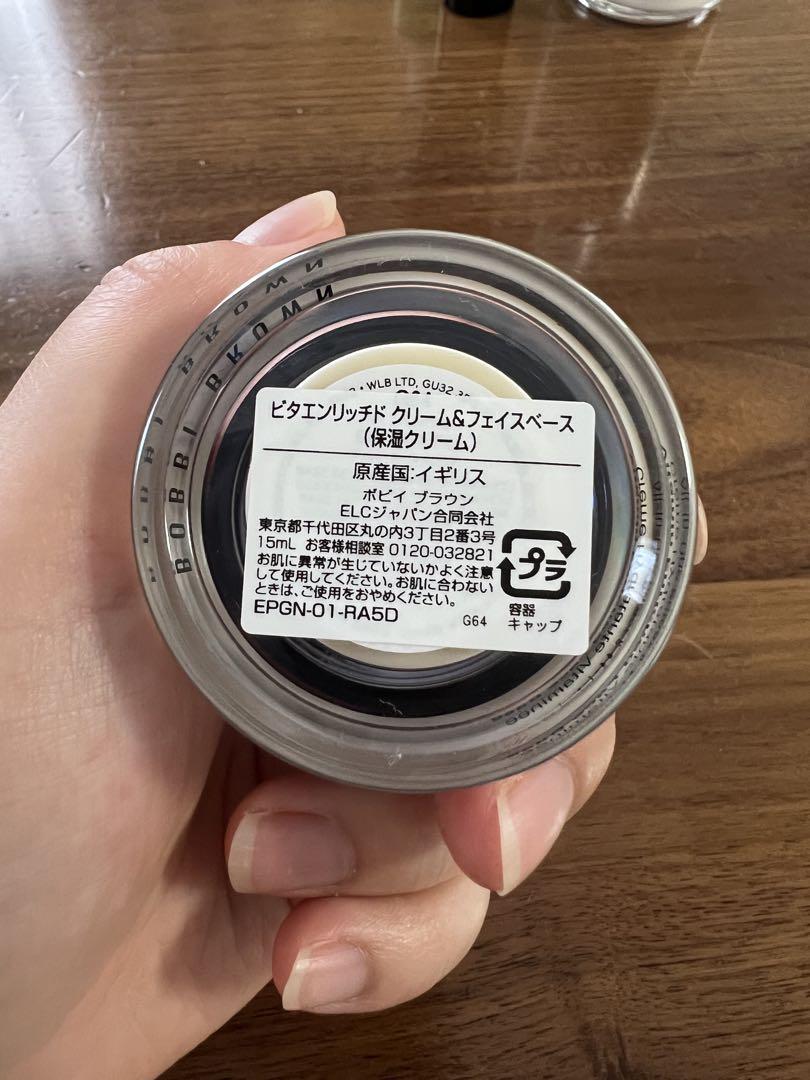 BOBBI BROWN
WLB LTD, GU32
ビタエンリッチド クリーム&フェイスベース
(保湿クリーム)
原産国:イギリス
ボビイ ブラウン
ELCジャパン合同会社
東京都千代田区丸の内3丁目2番3号
15mL お客様相談室 0120-032821
お肌に異常が生じていないかよく注意
して使用してください。お肌に合わない
ときは、ご使用をおやめください。
EPGN-01-RA5D
G64
プラ
容器
キャップ